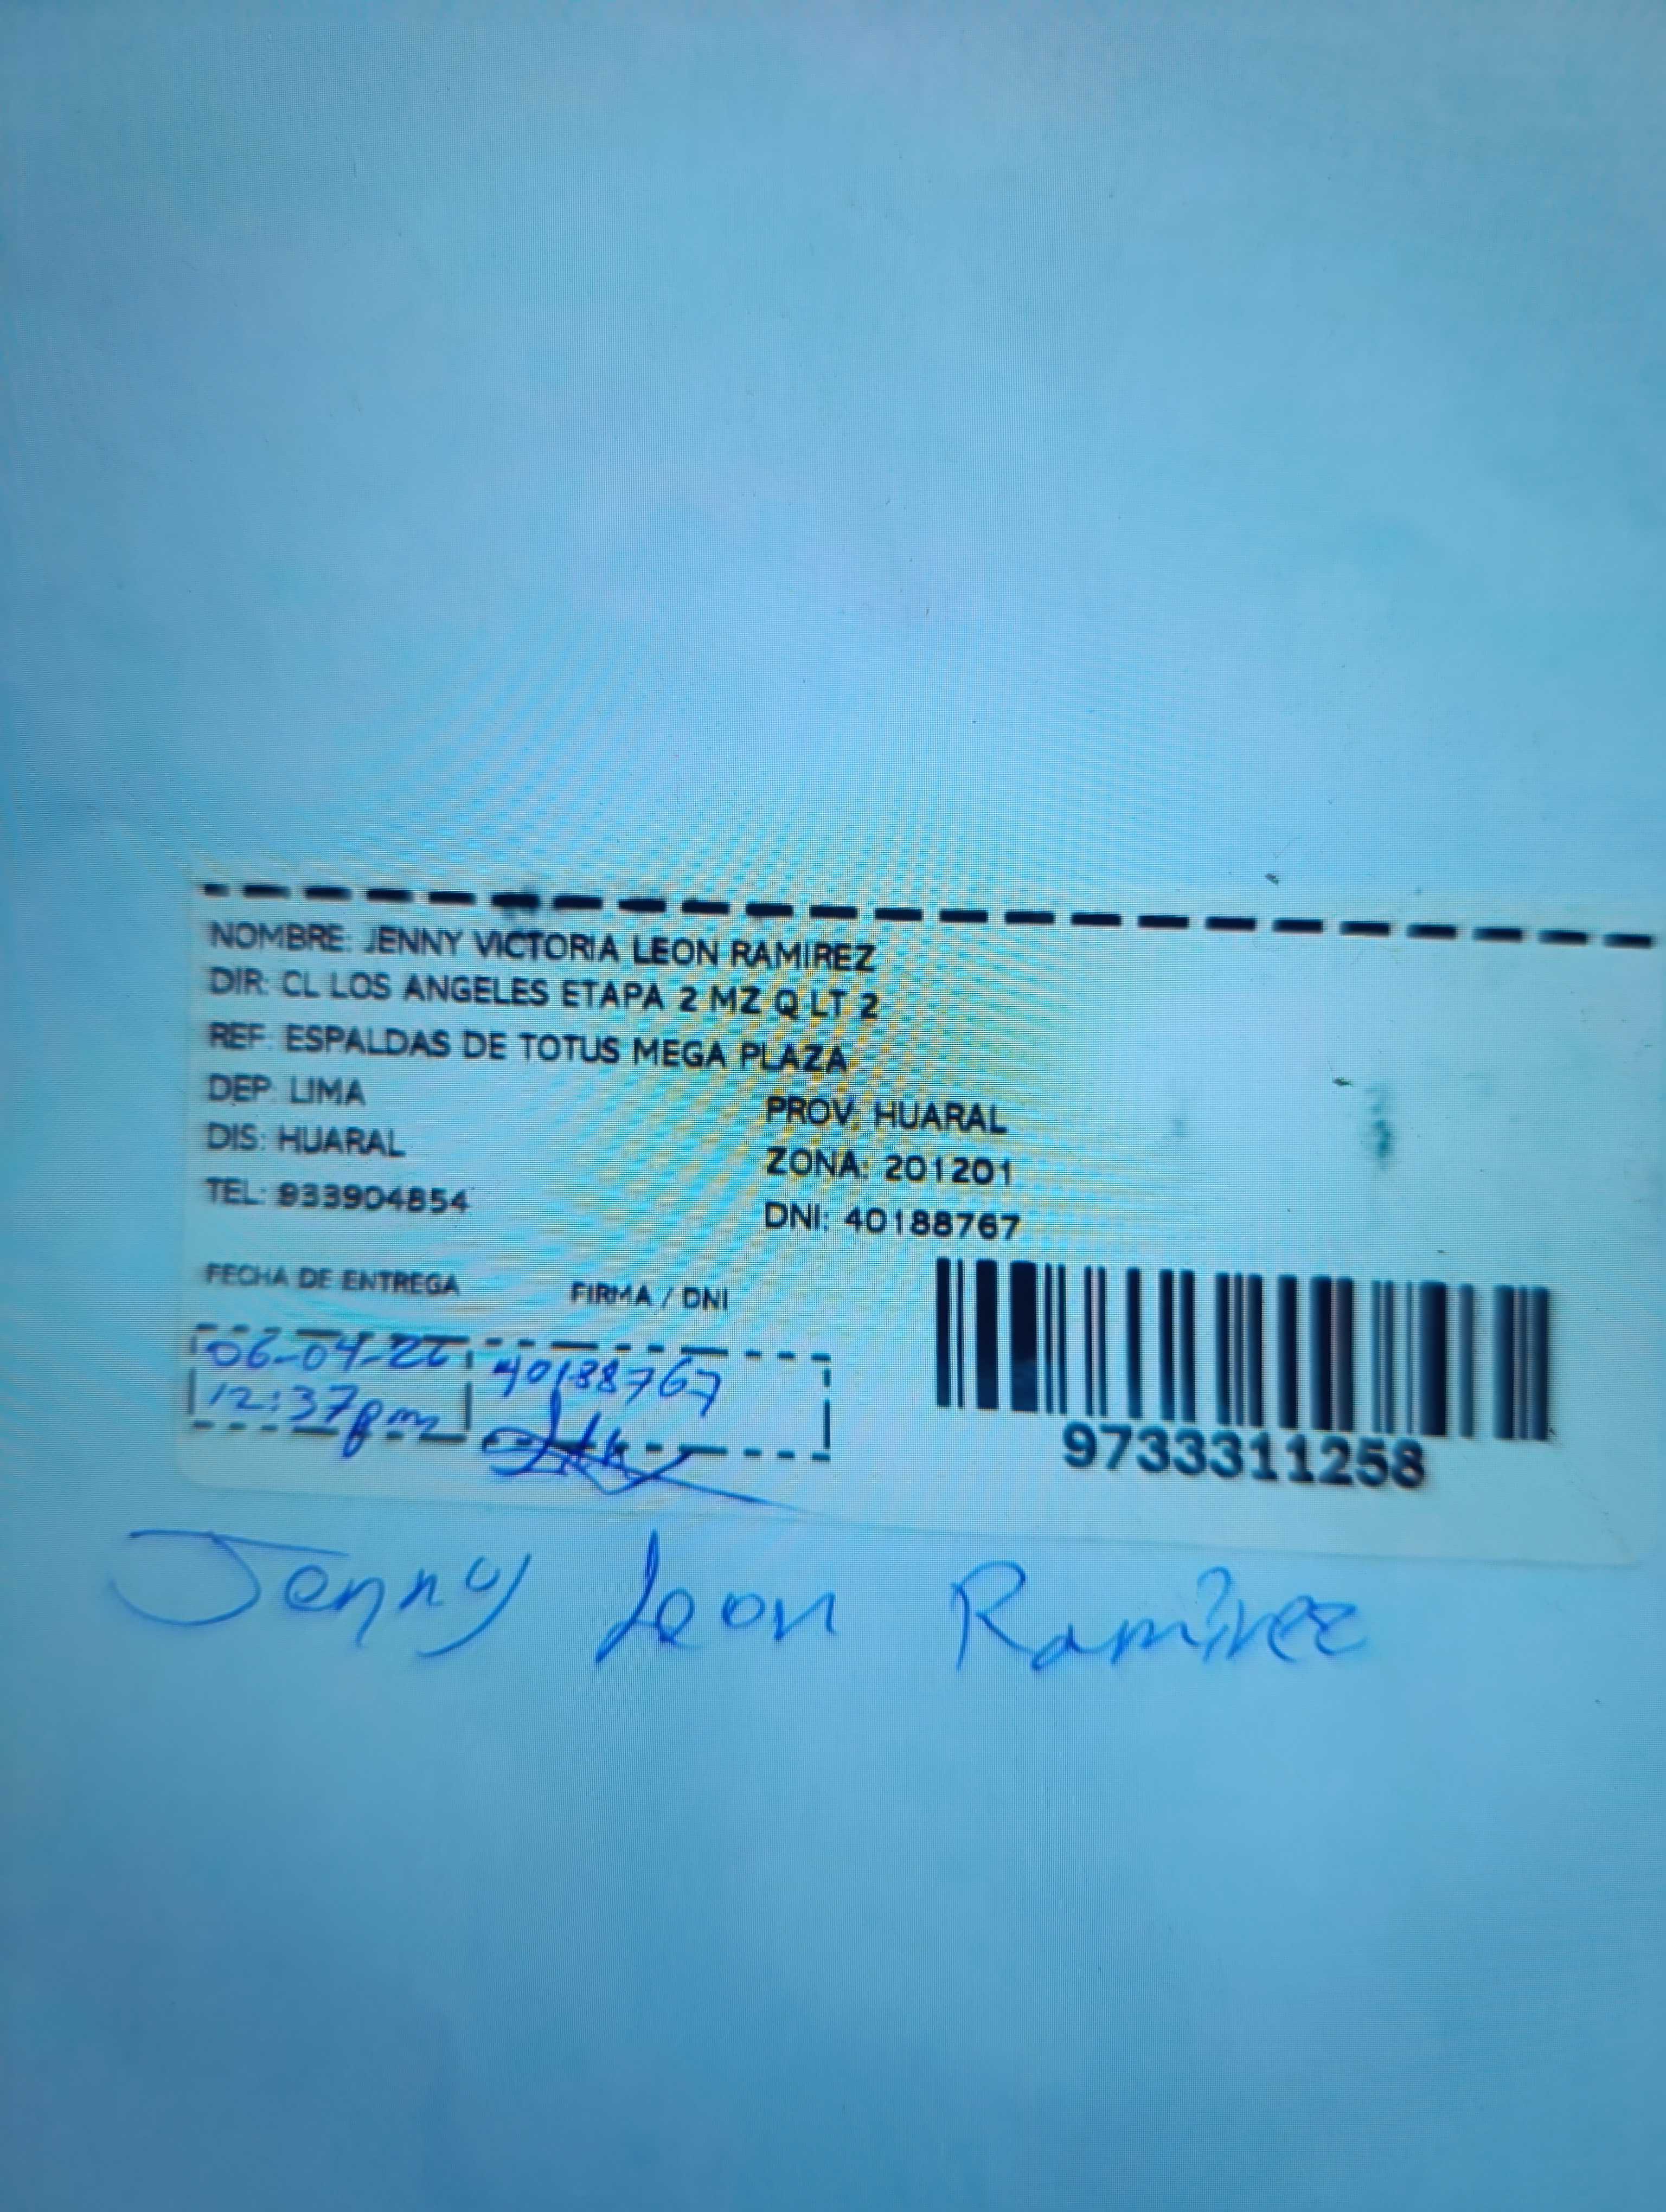 NOMBRE: JENNY VICTORIA LEON RAMIREZ
DIR: CL LOS ANGELES ETAPA 2 MZ Q LT 2
REF: ESPALDAS DE TOTUS MEGA PLAZA
DEP: LIMA
PROV: HUARAL
DIS: HUARAL
ZONA: 201201
TEL: 933904854
DNI: 40188767
FECHA DE ENTREGA
FIRMA / DNI
06-04-22
40188767
12:37pm
9733311258
Jenny Leon Ramirez